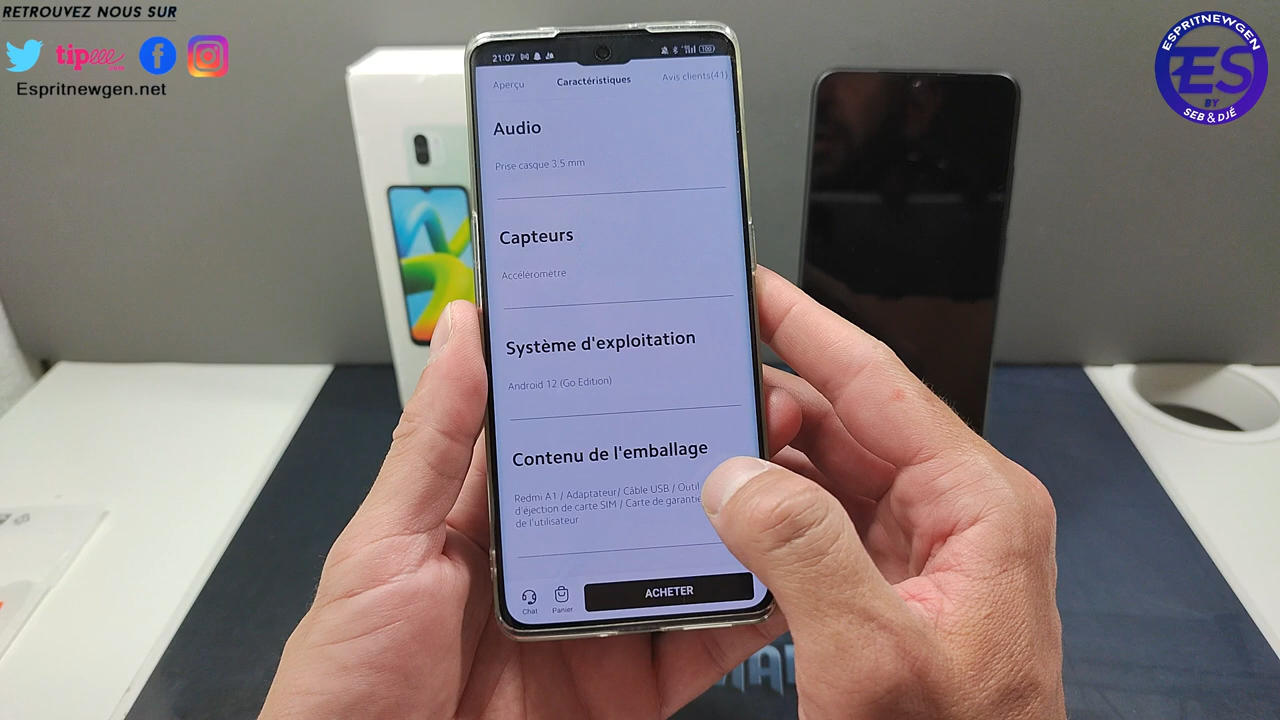 RETROUVEZ NOUS SUR
tipeee
.com
Espritnewgen.net
ESPRITNEWGEN
ES
BY
SEB & DJÉ
21:07
100
Aperçu
Caractéristiques
Avis clients(41)
Audio
Prise casque 3.5 mm
Capteurs
Accéléromètre
Système d'exploitation
Android 12 (Go Edition)
Contenu de l'emballage
Redmi A1 / Adaptateur/ Câble USB / Outil
d'éjection de carte SIM / Carte de garantie
de l'utilisateur
Chat
Panier
ACHETER